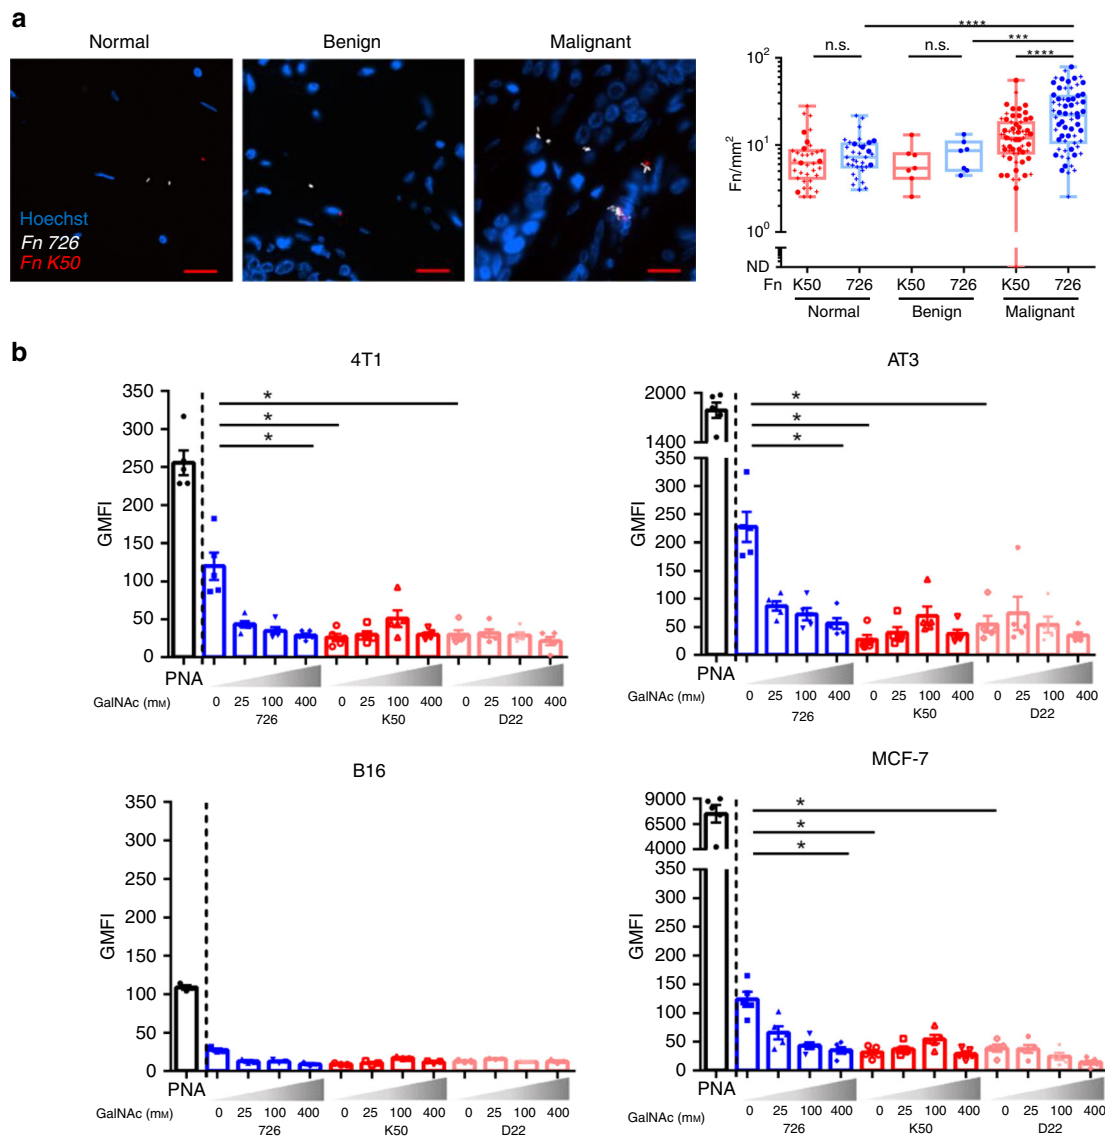 a
Normal
Benign
Malignant
Hoechst
Fn 726
Fn K50
****
***
n.s.
n.s.
****
10²
10¹
10⁰
ND
Fn/mm²
Fn
K50
726
K50
726
K50
726
Normal
Benign
Malignant
b
4T1
350
300
250
200
150
100
50
0
GMFI
*
*
*
PNA
GalNAc (mM)
0 25 100 400 0 25 100 400 0 25 100 400
726 K50 D22
AT3
2000
1400
350
300
250
200
150
100
50
0
GMFI
*
*
*
PNA
GalNAc (mM)
0 25 100 400 0 25 100 400 0 25 100 400
726 K50 D22
B16
350
300
250
200
150
100
50
0
GMFI
PNA
GalNAc (mM)
0 25 100 400 0 25 100 400 0 25 100 400
726 K50 D22
MCF-7
9000
6500
4000
350
300
250
200
150
100
50
0
GMFI
*
*
*
PNA
GalNAc (mM)
0 25 100 400 0 25 100 400 0 25 100 400
726 K50 D22